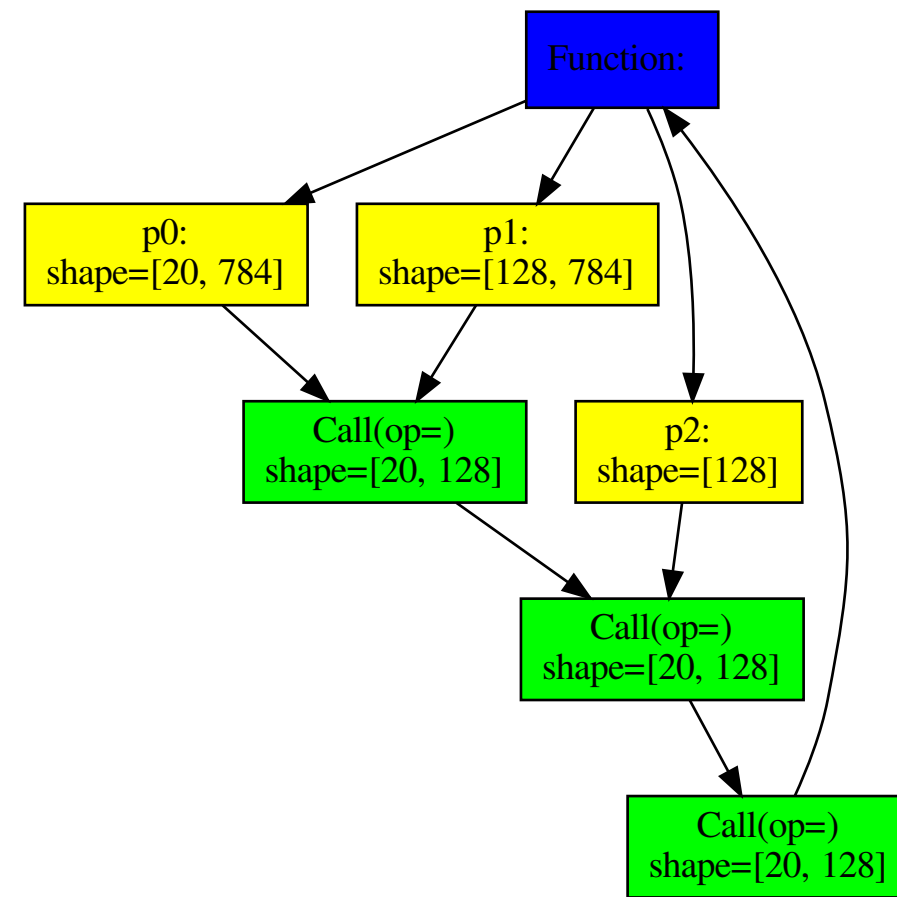 Function:
p0:
shape=[20, 784]
p1:
shape=[128, 784]
Call(op=)
shape=[20, 128]
p2:
shape=[128]
Call(op=)
shape=[20, 128]
Call(op=)
shape=[20, 128]